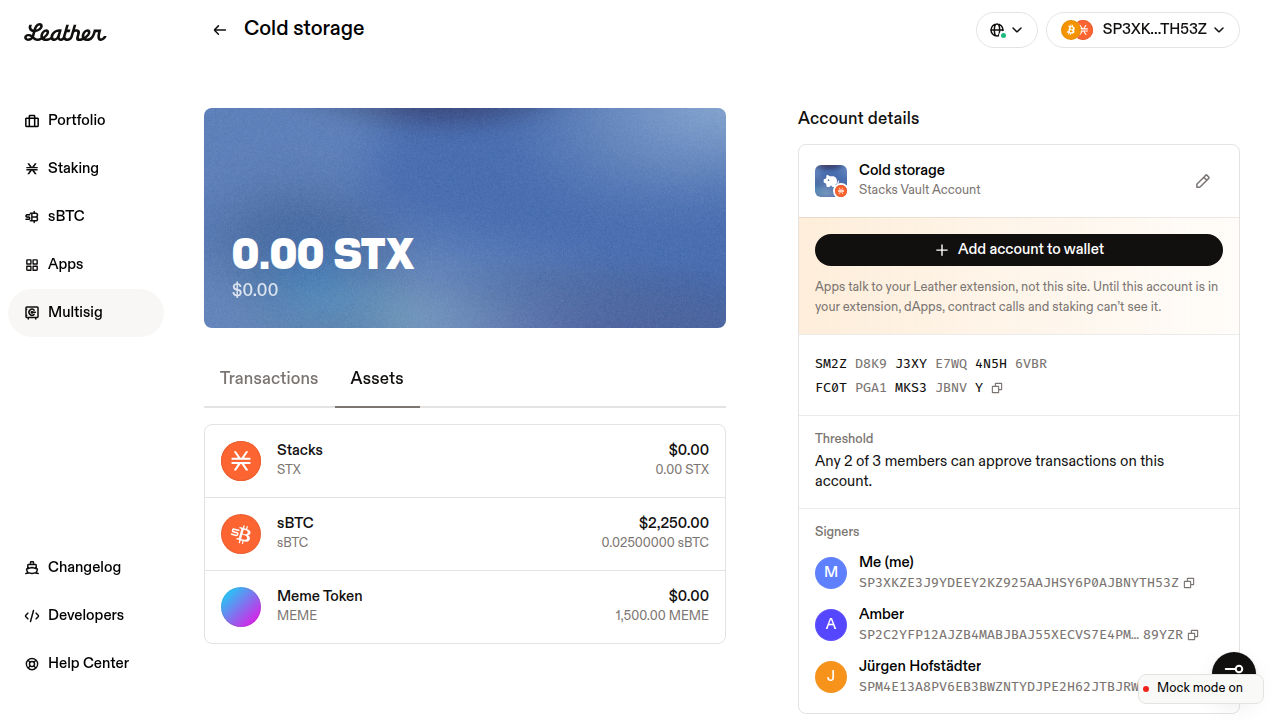 Leather
← Cold storage
SP3XK...TH53Z
Portfolio
Staking
sBTC
Apps
Multisig
Changelog
Developers
Help Center
0.00 STX
$0.00
Transactions
Assets
Stacks
$0.00
STX
0.00 STX
sBTC
$2,250.00
sBTC
0.02500000 sBTC
Meme Token
$0.00
MEME
1,500.00 MEME
Account details
Cold storage
Stacks Vault Account
+ Add account to wallet
Apps talk to your Leather extension, not this site. Until this account is in
your extension, dApps, contract calls and staking can’t see it.
SM2Z D8K9 J3XY E7WQ 4N5H 6VBR
FC0T PGA1 MKS3 JBNV Y
Threshold
Any 2 of 3 members can approve transactions on this
account.
Signers
M
Me (me)
SP3XKZE3J9YDEEY2KZ925AAJHSY6P0AJBNYTH53Z
A
Amber
SP2C2YFP12AJZB4MABJBAJ55XECVS7E4PM… 89YZR
J
Jürgen Hofstädter
SPM4E13A8PV6EB3BWZNTYDJPE2H62JTBJRW
Mock mode on